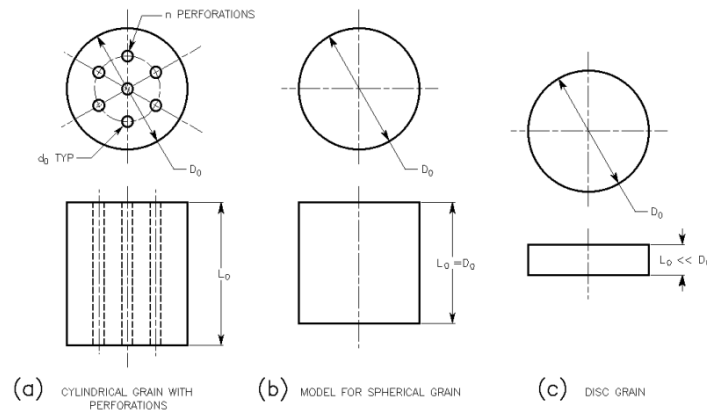 n PERFORATIONS
d₀ TYP
D₀
L₀
(a) CYLINDRICAL GRAIN WITH
PERFORATIONS
D₀
L₀ =D₀
(b) MODEL FOR SPHERICAL GRAIN
D₀
L₀ << D
(c) DISC GRAIN